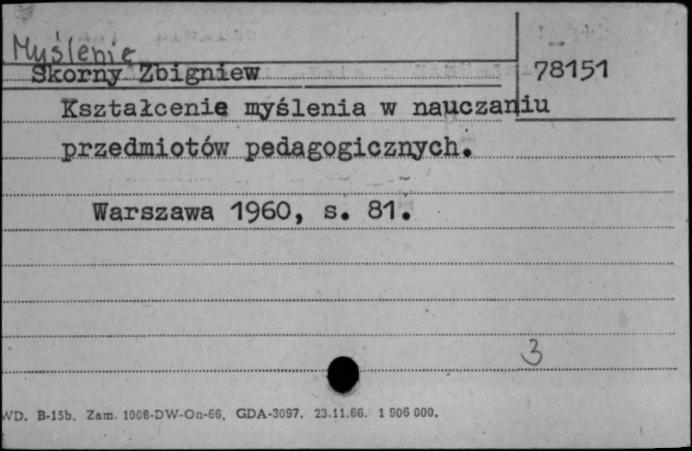 Myślenie
Skorny Zbigniew 78151
Kształcenie myślenia w nauczaniu
przedmiotów pedagogicznych.
Warszawa 1960, s. 81.
3
WD. B-15b. Zam. 1008-DW-On-66. GDA-3097. 23.11.66. 1 906 000.